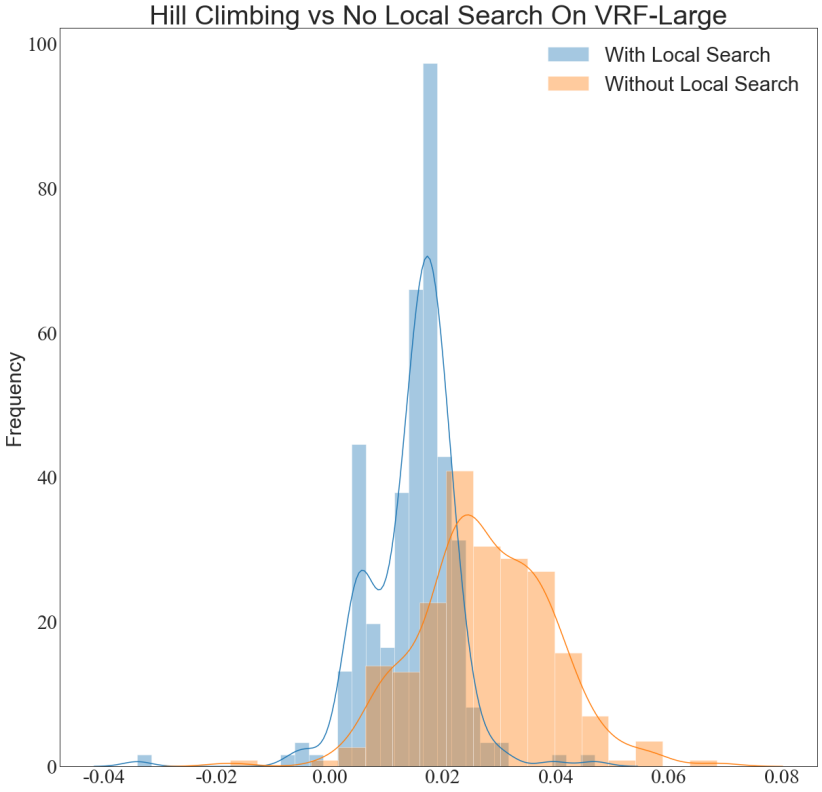 Hill Climbing vs No Local Search On VRF-Large
With Local Search
Without Local Search
Frequency
100
80
60
40
20
0
-0.04 -0.02 0.00 0.02 0.04 0.06 0.08